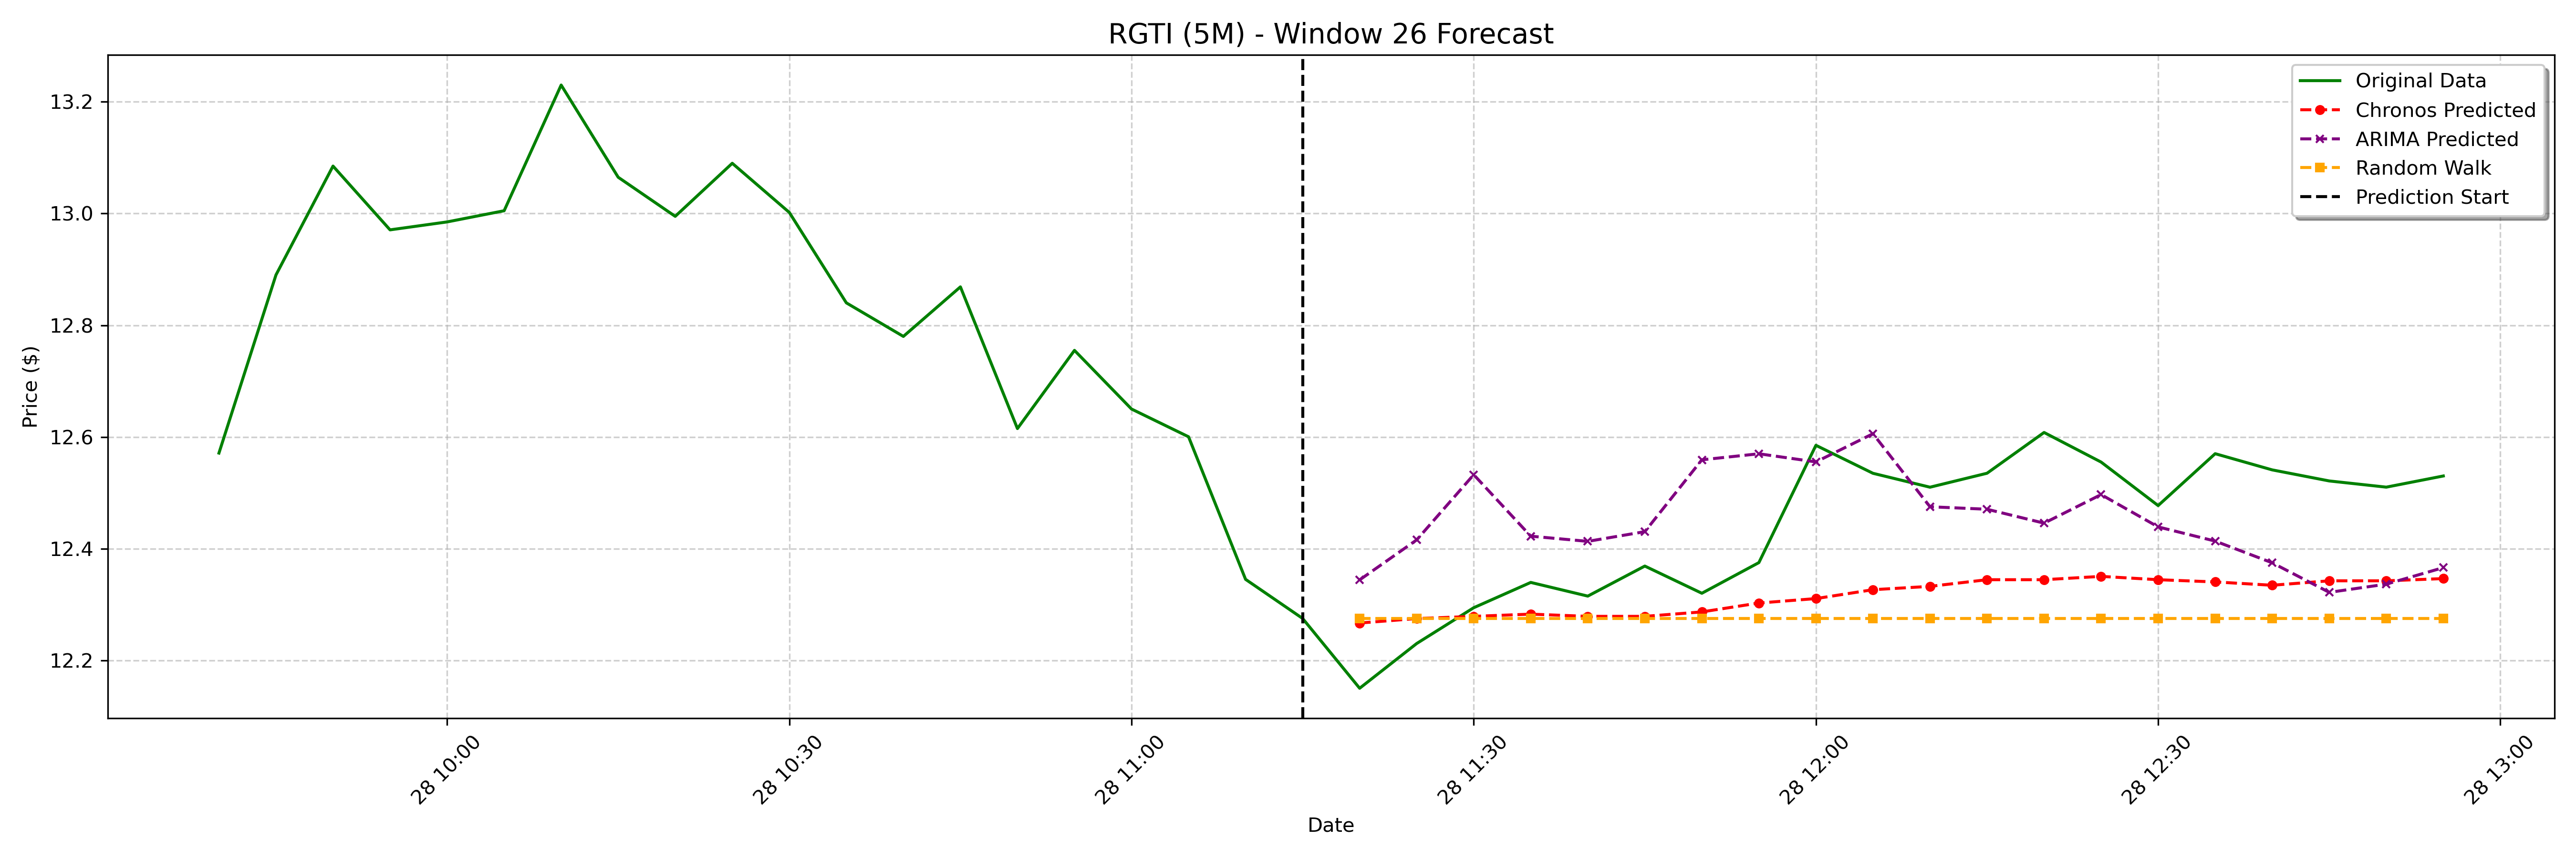 RGTI (5M) - Window 26 Forecast
Original Data
Chronos Predicted
ARIMA Predicted
Random Walk
Prediction Start
Price ($)
13.2
13.0
12.8
12.6
12.4
12.2
28 10:00
28 10:30
28 11:00
28 11:30
28 12:00
28 12:30
28 13:00
Date